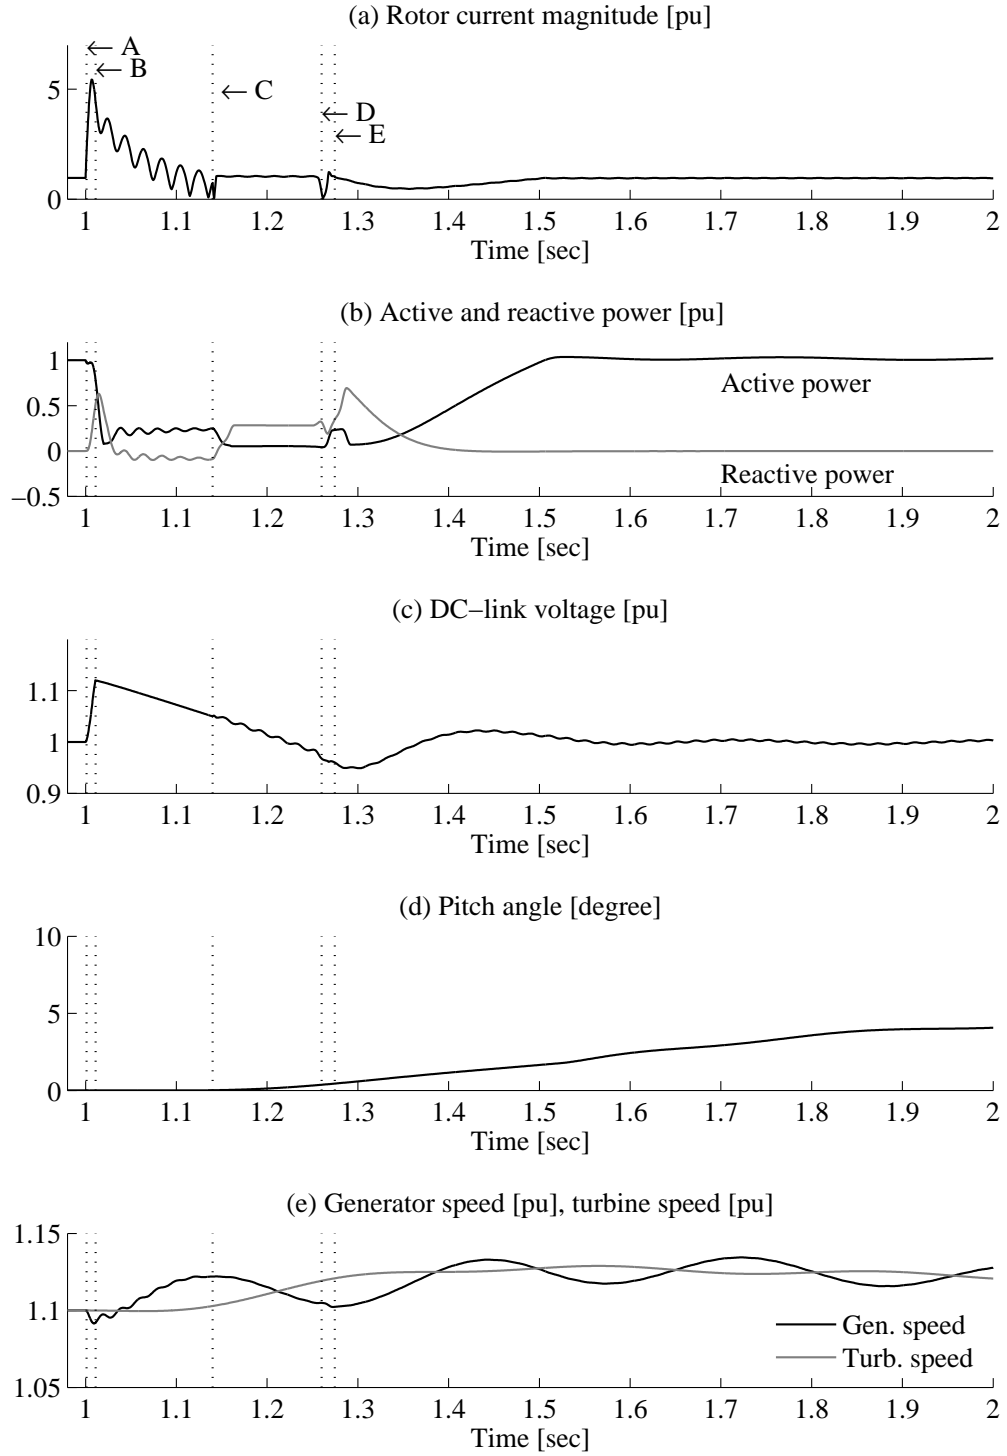 (a) Rotor current magnitude [pu]
← A
← B
← C
← D
← E
5
0
1 1.1 1.2 1.3 1.4 1.5 1.6 1.7 1.8 1.9 2
Time [sec]
(b) Active and reactive power [pu]
1
0.5
0
−0.5
Active power
Reactive power
1 1.1 1.2 1.3 1.4 1.5 1.6 1.7 1.8 1.9 2
Time [sec]
(c) DC−link voltage [pu]
1.1
1
0.9
1 1.1 1.2 1.3 1.4 1.5 1.6 1.7 1.8 1.9 2
Time [sec]
(d) Pitch angle [degree]
10
5
0
1 1.1 1.2 1.3 1.4 1.5 1.6 1.7 1.8 1.9 2
Time [sec]
(e) Generator speed [pu], turbine speed [pu]
1.15
1.1
1.05
Gen. speed
Turb. speed
1 1.1 1.2 1.3 1.4 1.5 1.6 1.7 1.8 1.9 2
Time [sec]